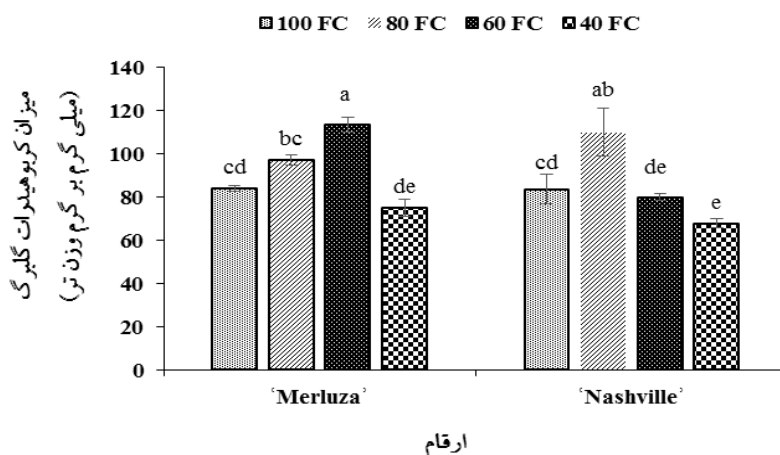 100 FC 80 FC 60 FC 40 FC
میزان کربوهیدرات گلبرگ
(میلی گرم بر گرم وزن تر)
140
120
100
80
60
40
20
0
cd
bc
a
de
cd
ab
de
e
‘Merluza’
‘Nashville’
ارقام